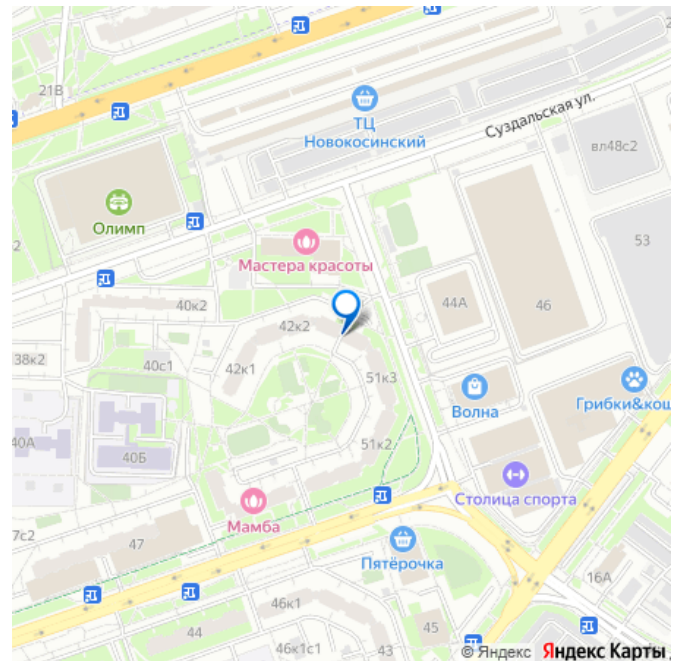 21В
ТЦ
Новокосинский
Суздальская ул.
вл48с2
Олимп
53
2
Мастера красоты
40к2
42к2
44А
46
38к2
40с1
42к1
51к3
Волна
Грибки&кош
40А
40Б
51к2
Столица спорта
Мамба
7с2
47
Пятёрочка
16А
46к1
44
45
46к1с1
43
© Яндекс Яндекс Карты